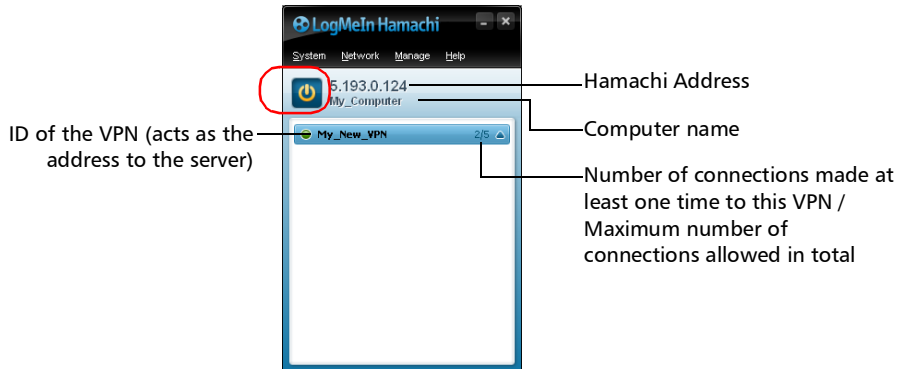 LogMeIn Hamachi
System Network Manage Help
5.193.0.124
My_Computer
My_New_VPN 2/5
ID of the VPN (acts as the
address to the server)
Hamachi Address
Computer name
Number of connections made at
least one time to this VPN /
Maximum number of
connections allowed in total